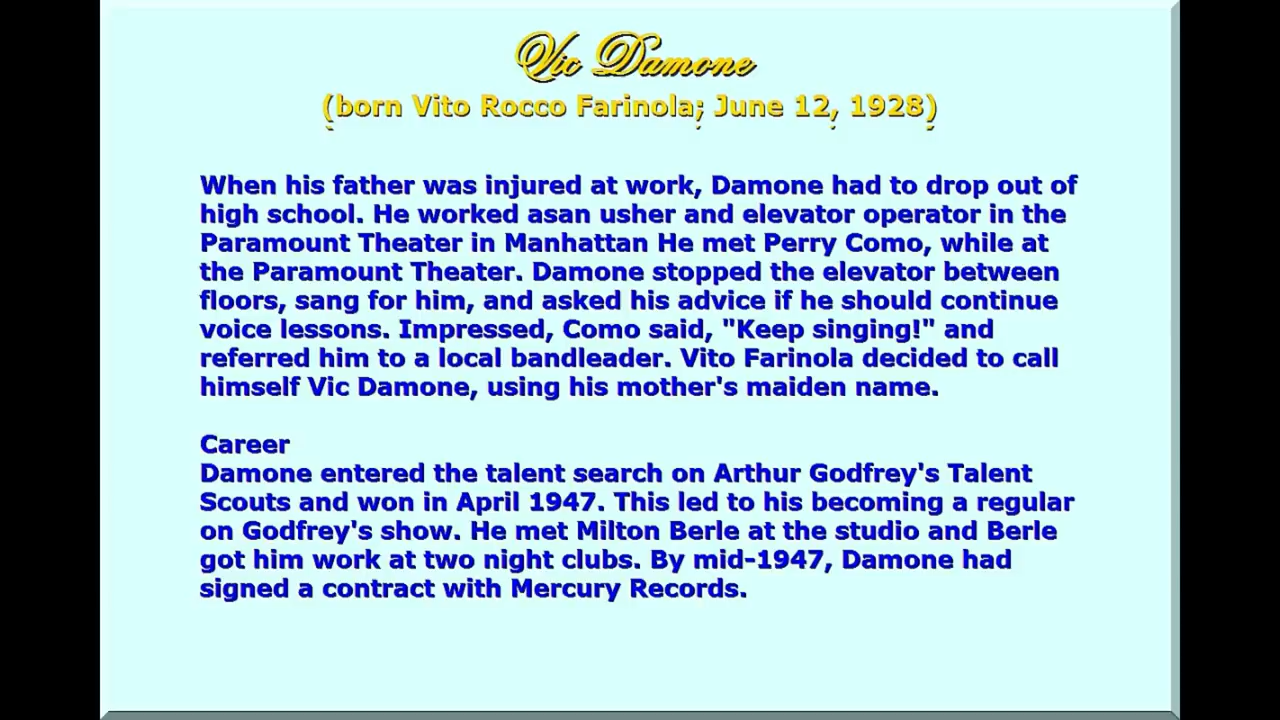 Vic Damone
(born Vito Rocco Farinola; June 12, 1928)
When his father was injured at work, Damone had to drop out of
high school. He worked asan usher and elevator operator in the
Paramount Theater in Manhattan He met Perry Como, while at
the Paramount Theater. Damone stopped the elevator between
floors, sang for him, and asked his advice if he should continue
voice lessons. Impressed, Como said, "Keep singing!" and
referred him to a local bandleader. Vito Farinola decided to call
himself Vic Damone, using his mother's maiden name.
Career
Damone entered the talent search on Arthur Godfrey's Talent
Scouts and won in April 1947. This led to his becoming a regular
on Godfrey's show. He met Milton Berle at the studio and Berle
got him work at two night clubs. By mid-1947, Damone had
signed a contract with Mercury Records.